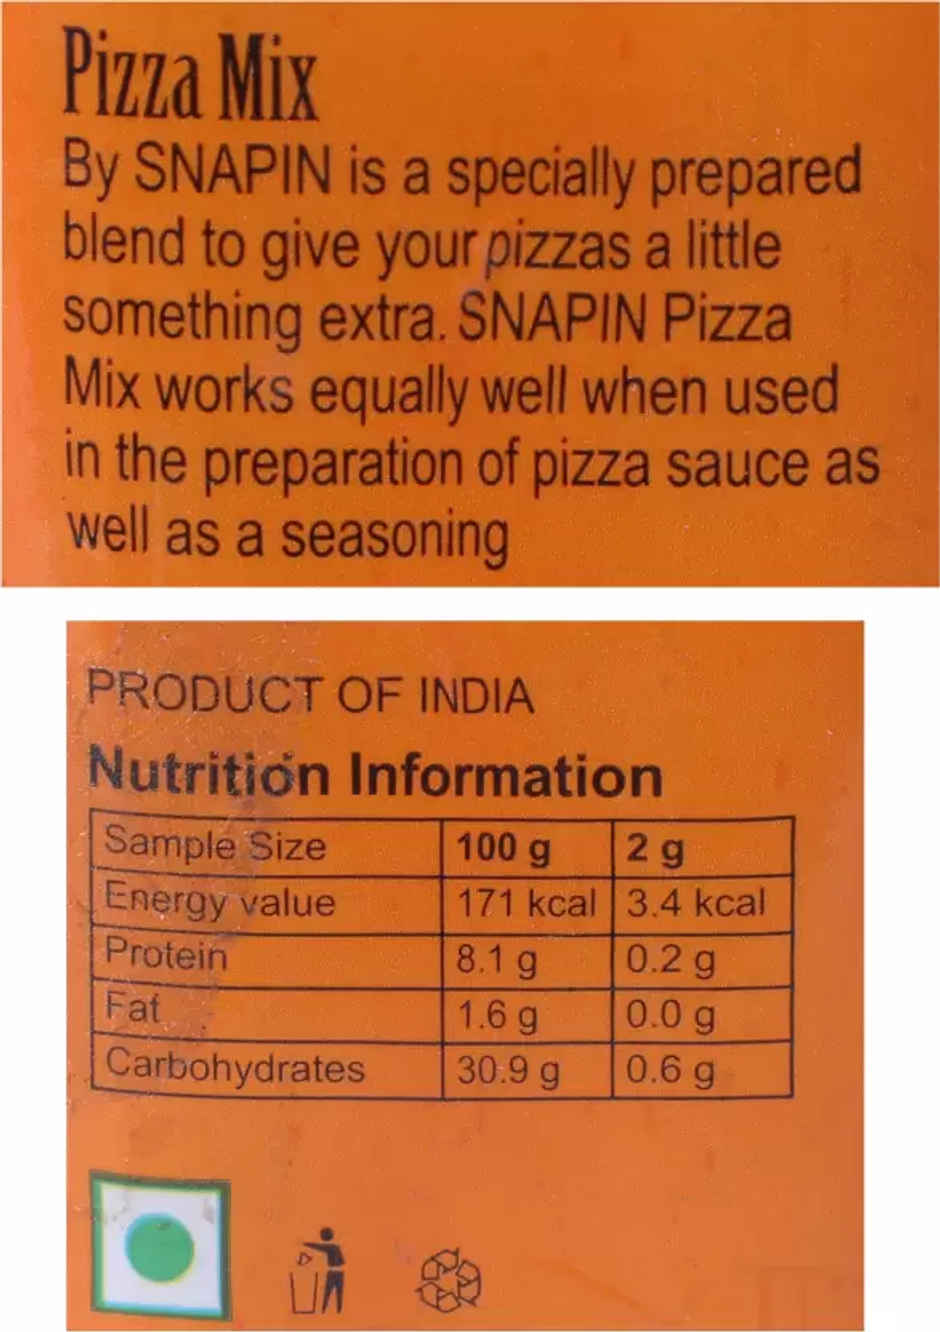 Pizza Mix
By SNAPIN is a specially prepared
blend to give your pizzas a little
something extra. SNAPIN Pizza
Mix works equally well when used
in the preparation of pizza sauce as
well as a seasoning
PRODUCT OF INDIA
Nutrition Information
Sample Size 100 g 2 g
Energy value 171 kcal 3.4 kcal
Protein 8.1 g 0.2 g
Fat 1.6 g 0.0 g
Carbohydrates 30.9 g 0.6 g